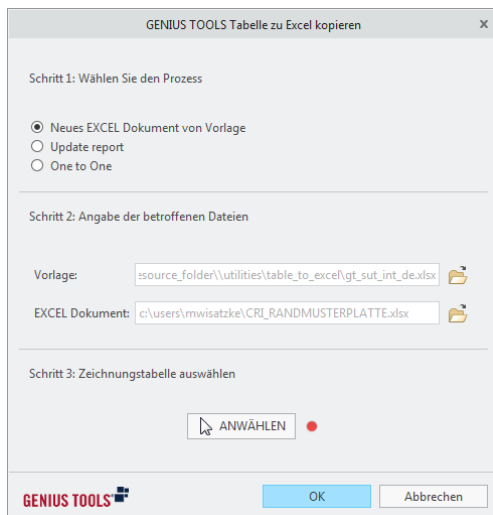 GENIUS TOOLS Tabelle zu Excel kopieren x
Schritt 1: Wählen Sie den Prozess
Neues EXCEL Dokument von Vorlage
Update report
One to One
Schritt 2: Angabe der betroffenen Dateien
Vorlage: esource_folder\\utilities\table_to_excel\gt_sut_int_de.xlsx
EXCEL Dokument: c:\users\mwisatzke\CRI_RANDMUSTERPLATTE.xlsx
Schritt 3: Zeichnungstabelle auswählen
ANWÄHLEN
GENIUS TOOLS OK Abbrechen